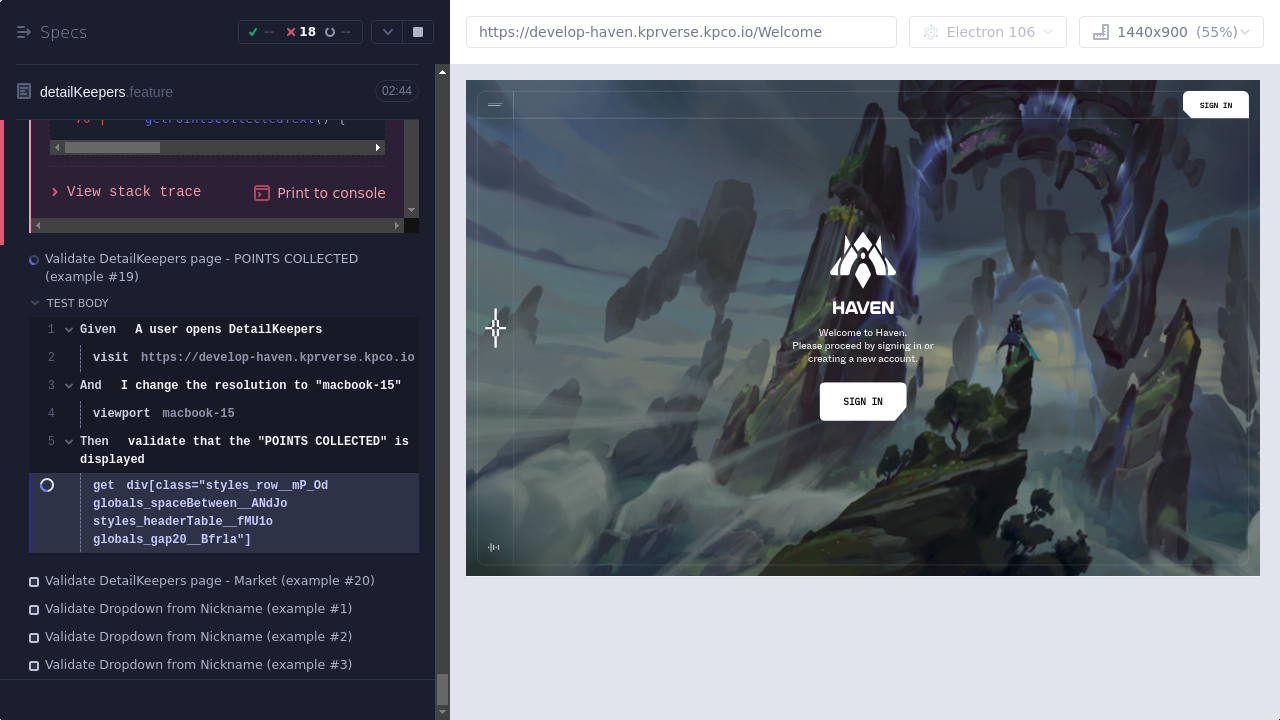 Specs
-- 18 --
detailKeepers.feature 02:44
View stack trace
Print to console
Validate DetailKeepers page - POINTS COLLECTED
(example #19)
TEST BODY
1 Given A user opens DetailKeepers
2 visit https://develop-haven.kprverse.kpco.io
3 And I change the resolution to "macbook-15"
4 viewport macbook-15
5 Then validate that the "POINTS COLLECTED" is
displayed
get div[class="styles_row__mP_Od
globals_spaceBetween__ANdJo
styles_headerTable__fMU1o
globals_gap20__Bfrla"]
Validate DetailKeepers page - Market (example #20)
Validate Dropdown from Nickname (example #1)
Validate Dropdown from Nickname (example #2)
Validate Dropdown from Nickname (example #3)
https://develop-haven.kprverse.kpco.io/Welcome
Electron 106
1440x900 (55%)
SIGN IN
HAVEN
Welcome to Haven.
Please proceed by signing in or
creating a new account.
SIGN IN